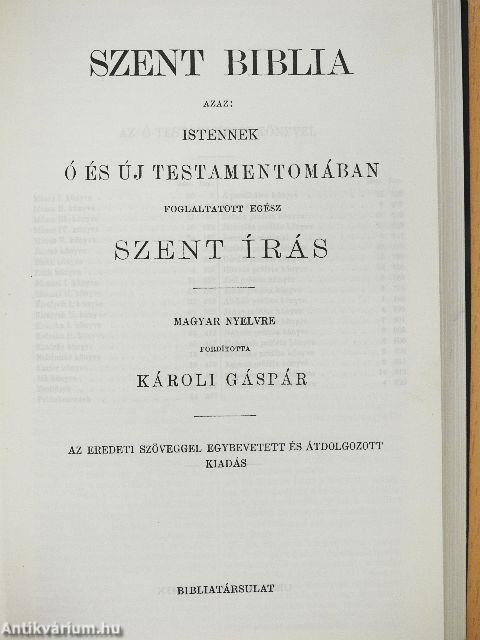 SZENT BIBLIA
AZAZ:
ISTENNEK
Ó ÉS ÚJ TESTAMENTOMÁBAN
FOGLALTATOTT EGÉSZ
SZENT ÍRÁS
MAGYAR NYELVRE
FORDÍTOTTA
KÁROLI GÁSPÁR
AZ EREDETI SZÖVEGGEL EGYBEVETETT ÉS ÁTDOLGOZOTT
KIADÁS
BIBLIATÁRSULAT
Antikvárium.hu